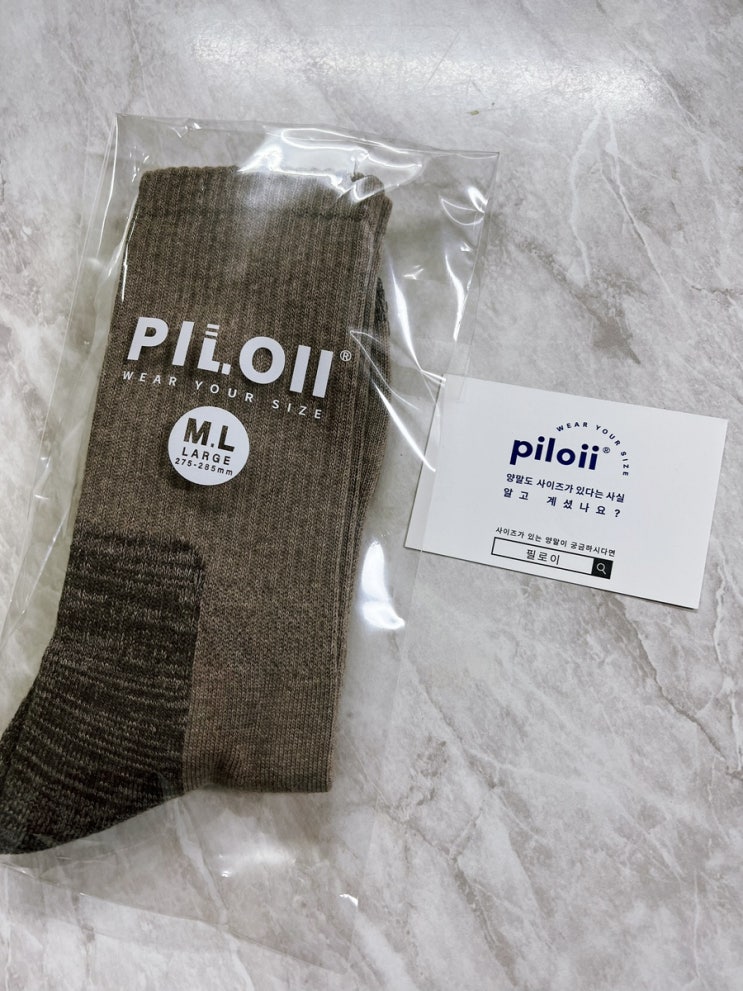 PILOII®
WEAR YOUR SIZE
M.L
LARGE
275-285mm
WEAR YOUR SIZE
piloii®
양말도 사이즈가 있다는 사실
알고 계셨나요?
사이즈가 있는 양말이 궁금하시다면
필로이